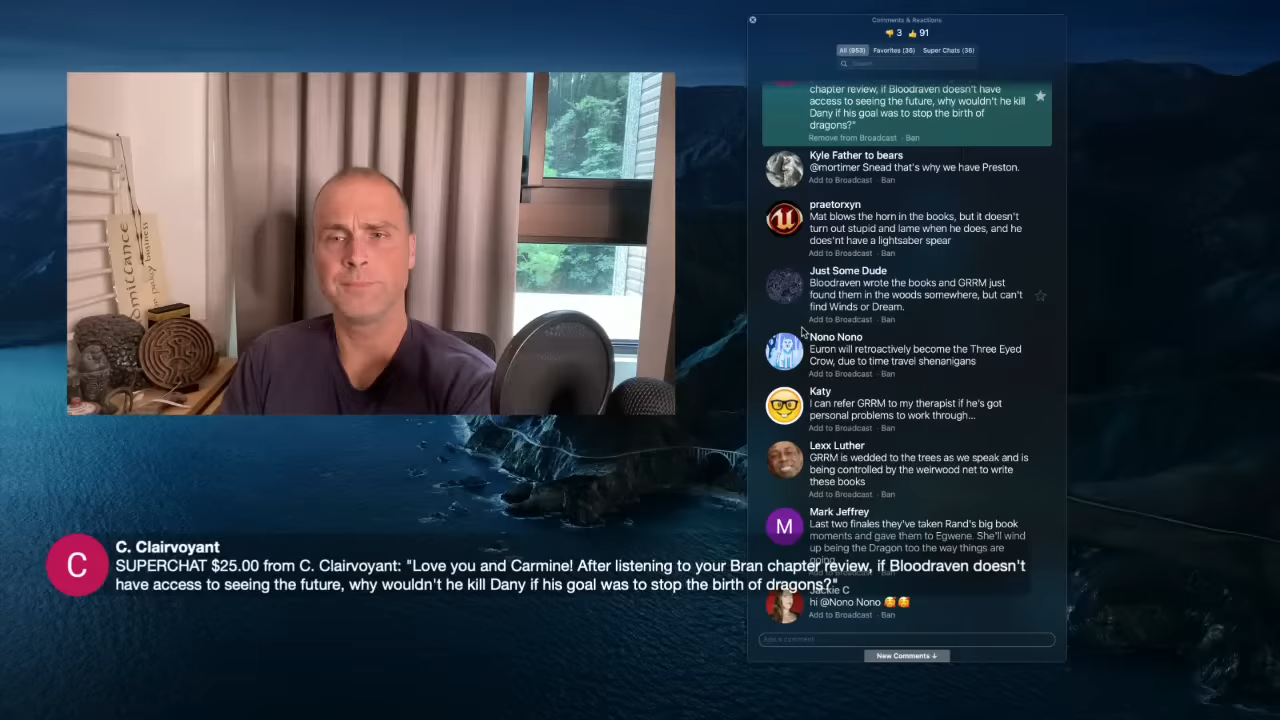 Comments & Reactions
3 91
All (953) Favorites (36) Super Chats (36)
Search
chapter review, if Bloodraven doesn't have
access to seeing the future, why wouldn't he kill
Dany if his goal was to stop the birth of
dragons?"
Remove from Broadcast · Ban
Kyle Father to bears
@mortimer Snead that's why we have Preston.
Add to Broadcast · Ban
praetorxyn
Mat blows the horn in the books, but it doesn't
turn out stupid and lame when he does, and he
does'nt have a lightsaber spear
Add to Broadcast · Ban
Just Some Dude
Bloodraven wrote the books and GRRM just
found them in the woods somewhere, but can't
find Winds or Dream.
Add to Broadcast · Ban
Nono Nono
Euron will retroactively become the Three Eyed
Crow, due to time travel shenanigans
Add to Broadcast · Ban
Katy
I can refer GRRM to my therapist if he's got
personal problems to work through...
Add to Broadcast · Ban
Lexx Luther
GRRM is wedded to the trees as we speak and is
being controlled by the weirwood net to write
these books
Add to Broadcast · Ban
M
Mark Jeffrey
Last two finales they've taken Rand's big book
moments and gave them to Egwene. She'll wind
up being the Dragon too the way things are
going
Jackie C
hi @Nono Nono 🥰 🥰
Add to Broadcast · Ban
Add a comment
New Comments ↓
C
C. Clairvoyant
SUPERCHAT $25.00 from C. Clairvoyant: "Love you and Carmine! After listening to your Bran chapter review, if Bloodraven doesn't
have access to seeing the future, why wouldn't he kill Dany if his goal was to stop the birth of dragons?"